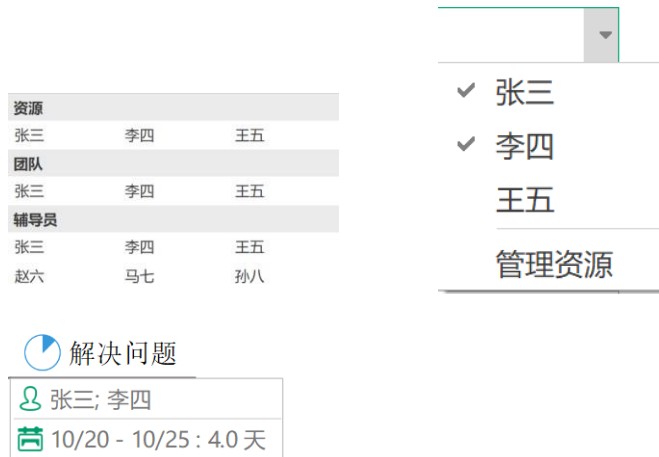 资源
张三 李四 王五
团队
张三 李四 王五
辅导员
张三 李四 王五
赵六 马七 孙八
张三
李四
王五
管理资源
解决问题
张三; 李四
10/20 - 10/25 : 4.0 天